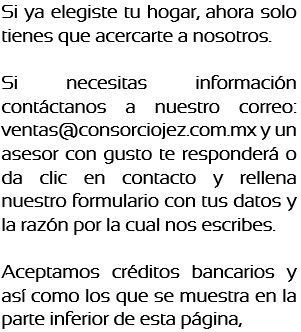 Si ya elegiste tu hogar, ahora solo
tienes que acercarte a nosotros.
Si necesitas información
contáctanos a nuestro correo:
ventas@consorciojez.com.mx y un
asesor con gusto te responderá o
da clic en contacto y rellena
nuestro formulario con tus datos y
la razón por la cual nos escribes.
Aceptamos créditos bancarios y
así como los que se muestra en la
parte inferior de esta página,